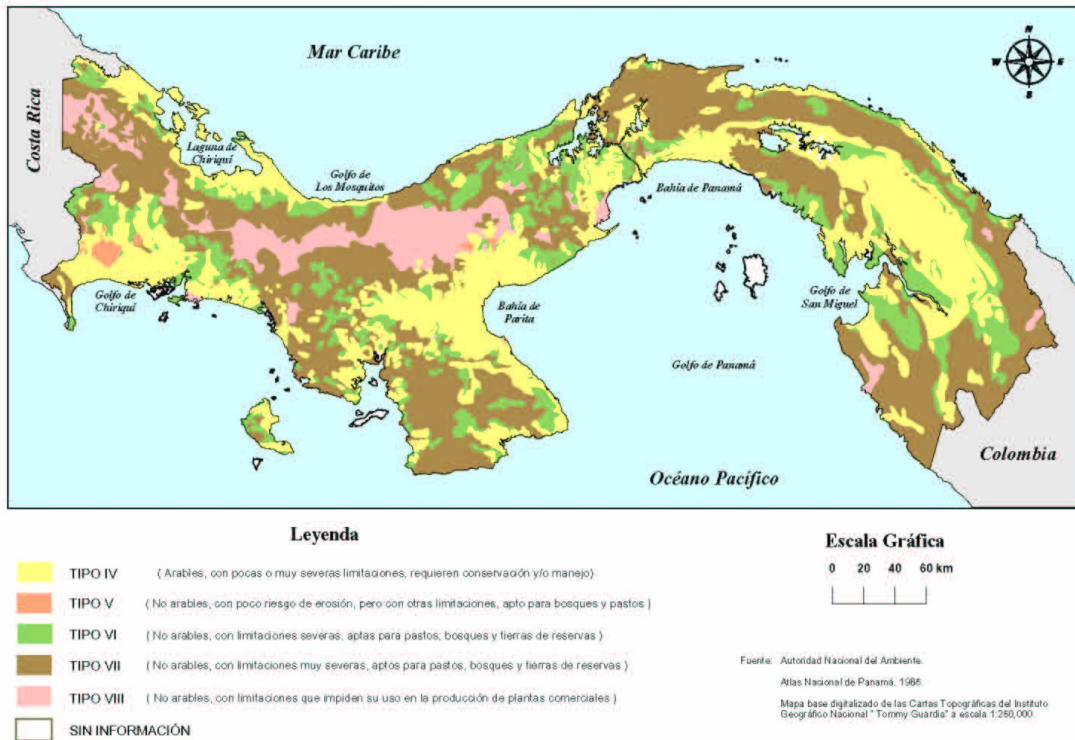 Mar Caribe
N
W
E
S
Costa Rica
Laguna de
Chiriquí
Golfo de
Los Mosquitos
Bahía de Panamá
Golfo de
Chiriquí
Bahía de
Parita
Golfo de
San Miguel
Golfo de Panamá
Colombia
Océano Pacífico
Leyenda
TIPO IV ( Arables, con pocas o muy severas limitaciones, requieren conservación y/o manejo)
TIPO V ( No arables, con poco riesgo de erosión, pero con otras limitaciones, apto para bosques y pastos )
TIPO VI ( No arables, con limitaciones severas, aptas para pastos, bosques y tierras de reservas )
TIPO VII ( No arables, con limitaciones muy severas, aptos para pastos, bosques y tierras de reservas )
TIPO VIII ( No arables, con limitaciones que impiden su uso en la producción de plantas comerciales )
SIN INFORMACIÓN
Escala Gráfica
0 20 40 60 km
Fuente: Autoridad Nacional del Ambiente.
Atlas Nacional de Panamá. 1986.
Mapa base digitalizado de las Cartas Topográficas del Instituto
Geográfico Nacional " Tommy Guardia" a escala 1:250,000.